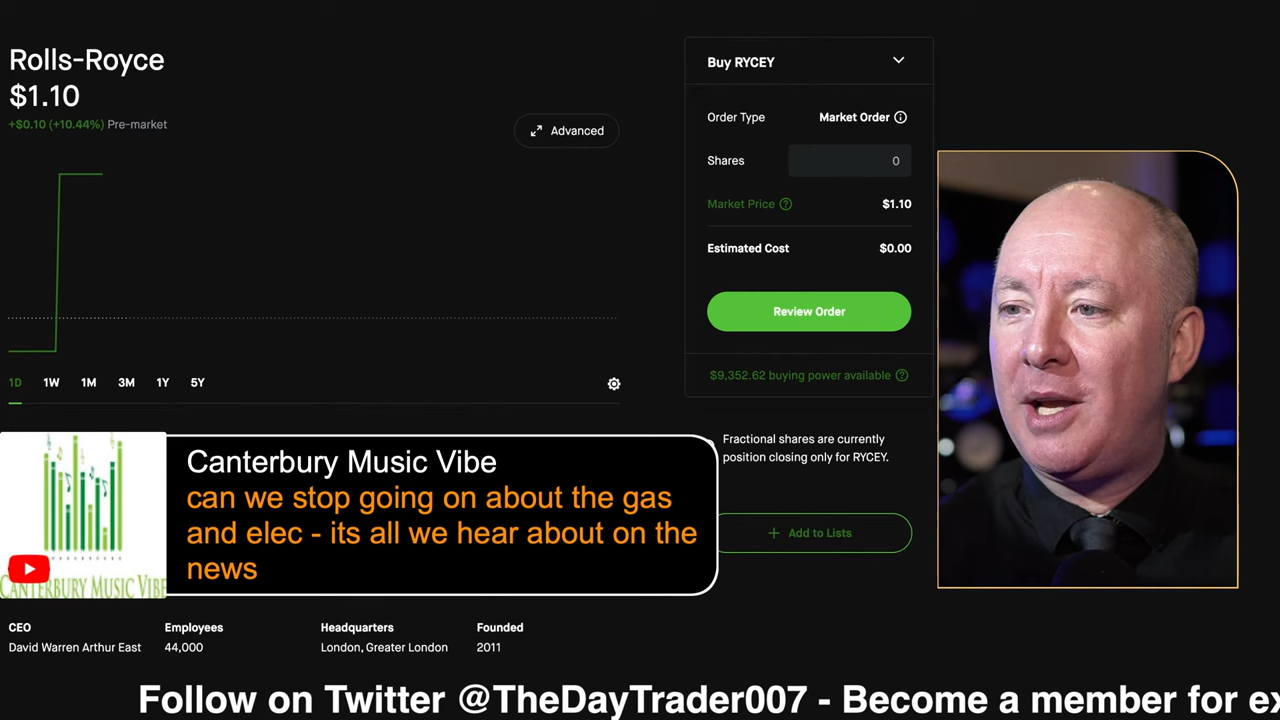 Rolls-Royce
$1.10
+$0.10 (+10.44%) Pre-market
Advanced
1D 1W 1M 3M 1Y 5Y
Buy RYCEY
Order Type Market Order
Shares 0
Market Price $1.10
Estimated Cost $0.00
Review Order
$9,352.62 buying power available
Fractional shares are currently
position closing only for RYCEY.
+ Add to Lists
Canterbury Music Vibe
can we stop going on about the gas
and elec - its all we hear about on the
news
CANTERBURY MUSIC VIBE
CEO Employees Headquarters Founded
David Warren Arthur East 44,000 London, Greater London 2011
Follow on Twitter @TheDayTrader007 - Become a member for ex